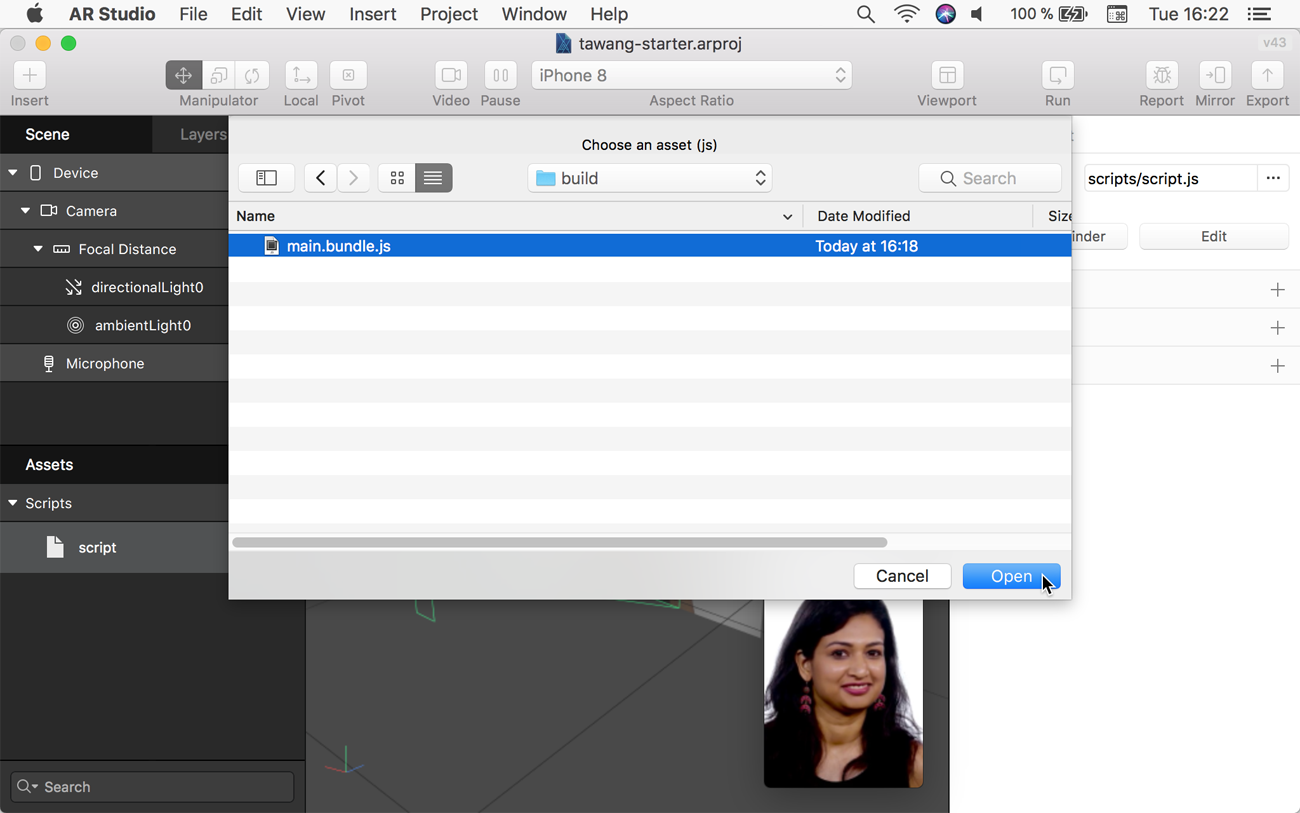 AR Studio File Edit View Insert Project Window Help 100 % Tue 16:22
tawang-starter.arproj v43
iPhone 8
Insert Manipulator Local Pivot Video Pause Aspect Ratio Viewport Run Report Mirror Export
Scene Layers
Choose an asset (js)
Device
build
Search
scripts/script.js ...
Camera
Name Date Modified Size
Focal Distance
main.bundle.js Today at 16:18
inder Edit
directionalLight0
ambientLight0
Microphone
Assets
Scripts
script
Cancel Open
Search